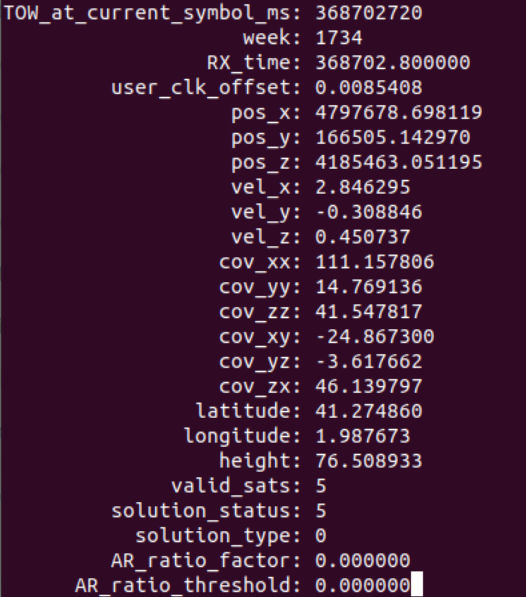 TOW_at_current_symbol_ms: 368702720
week: 1734
RX_time: 368702.800000
user_clk_offset: 0.0085408
pos_x: 4797678.698119
pos_y: 166505.142970
pos_z: 4185463.051195
vel_x: 2.846295
vel_y: -0.308846
vel_z: 0.450737
cov_xx: 111.157806
cov_yy: 14.769136
cov_zz: 41.547817
cov_xy: -24.867300
cov_yz: -3.617662
cov_zx: 46.139797
latitude: 41.274860
longitude: 1.987673
height: 76.508933
valid_sats: 5
solution_status: 5
solution_type: 0
AR_ratio_factor: 0.000000
AR_ratio_threshold: 0.000000